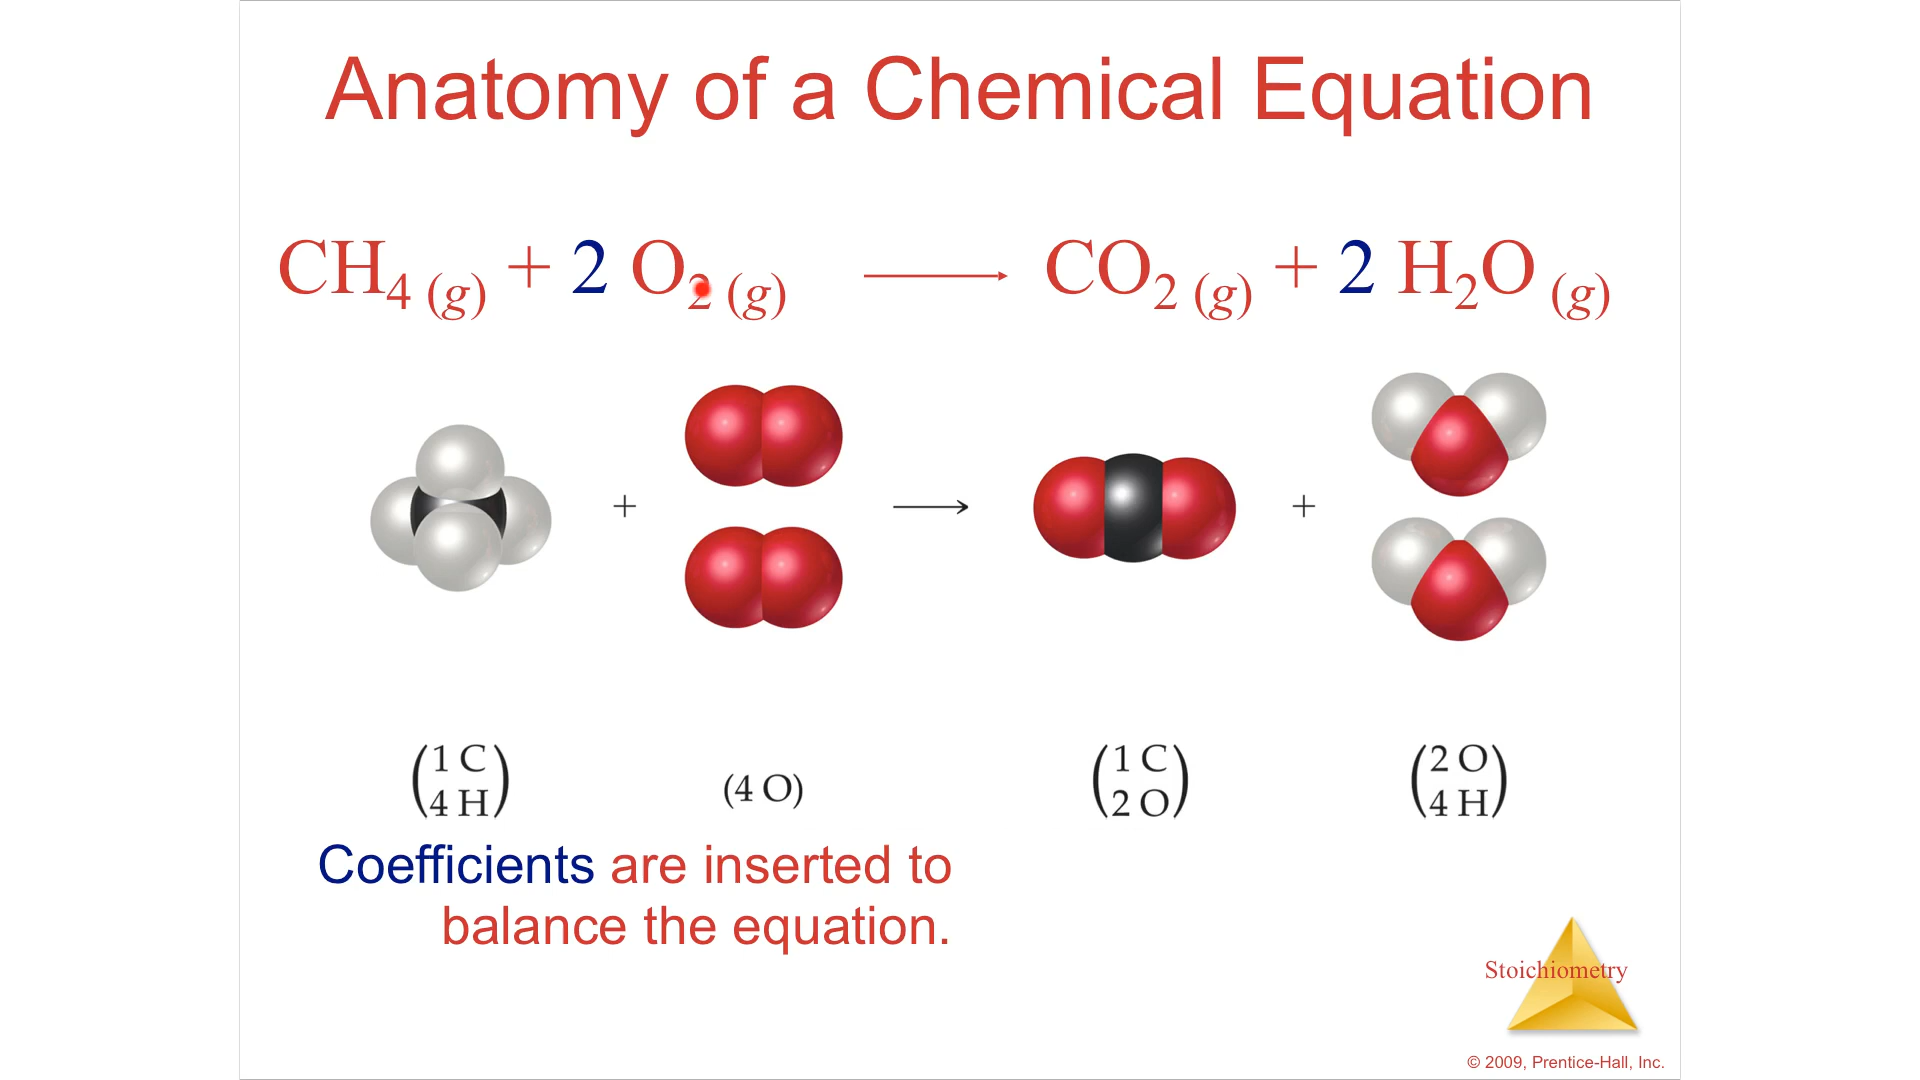 Anatomy of a Chemical Equation
CH4 (g) + 2 O2 (g) ⟶ CO2 (g) + 2 H2O (g)
+ ⟶ +
(1 C 4 H) (4 O) (1 C 2 O) (2 O 4 H)
Coefficients are inserted to
balance the equation.
Stoichiometry
© 2009, Prentice-Hall, Inc.